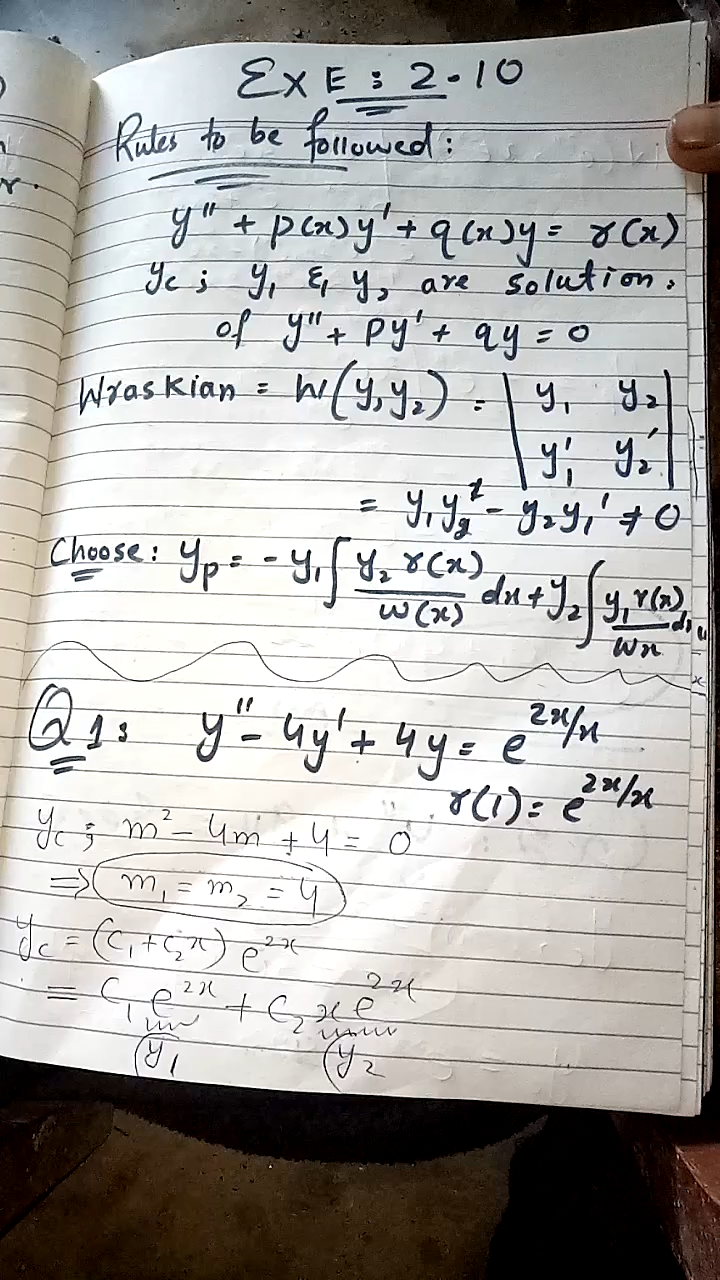 EXE : 2.10
Rules to be followed:
y'' + p(x)y' + q(x)y = r(x)
yc ; y₁ & y₂ are solution.
of y'' + Py' + qy = 0
Wraskian = W(y,y₂) = | y₁ y₂ |
| y₁' y₂' |
= y₁y₂' - y₂y₁' ≠ 0
Choose: yp = -y₁∫ y₂ r(x)/w(x) dx + y₂∫ y₁ r(x)/wx dx
Q1: y'' - 4y' + 4y = e^2x/x
r(1) = e^2x/x
yc ; m² - 4m + 4 = 0
⇒ m₁ = m₂ = 4
yc = (c₁ + c₂x) e^2x
= C₁ e^2x + C₂ x e^2x
y₁ y₂